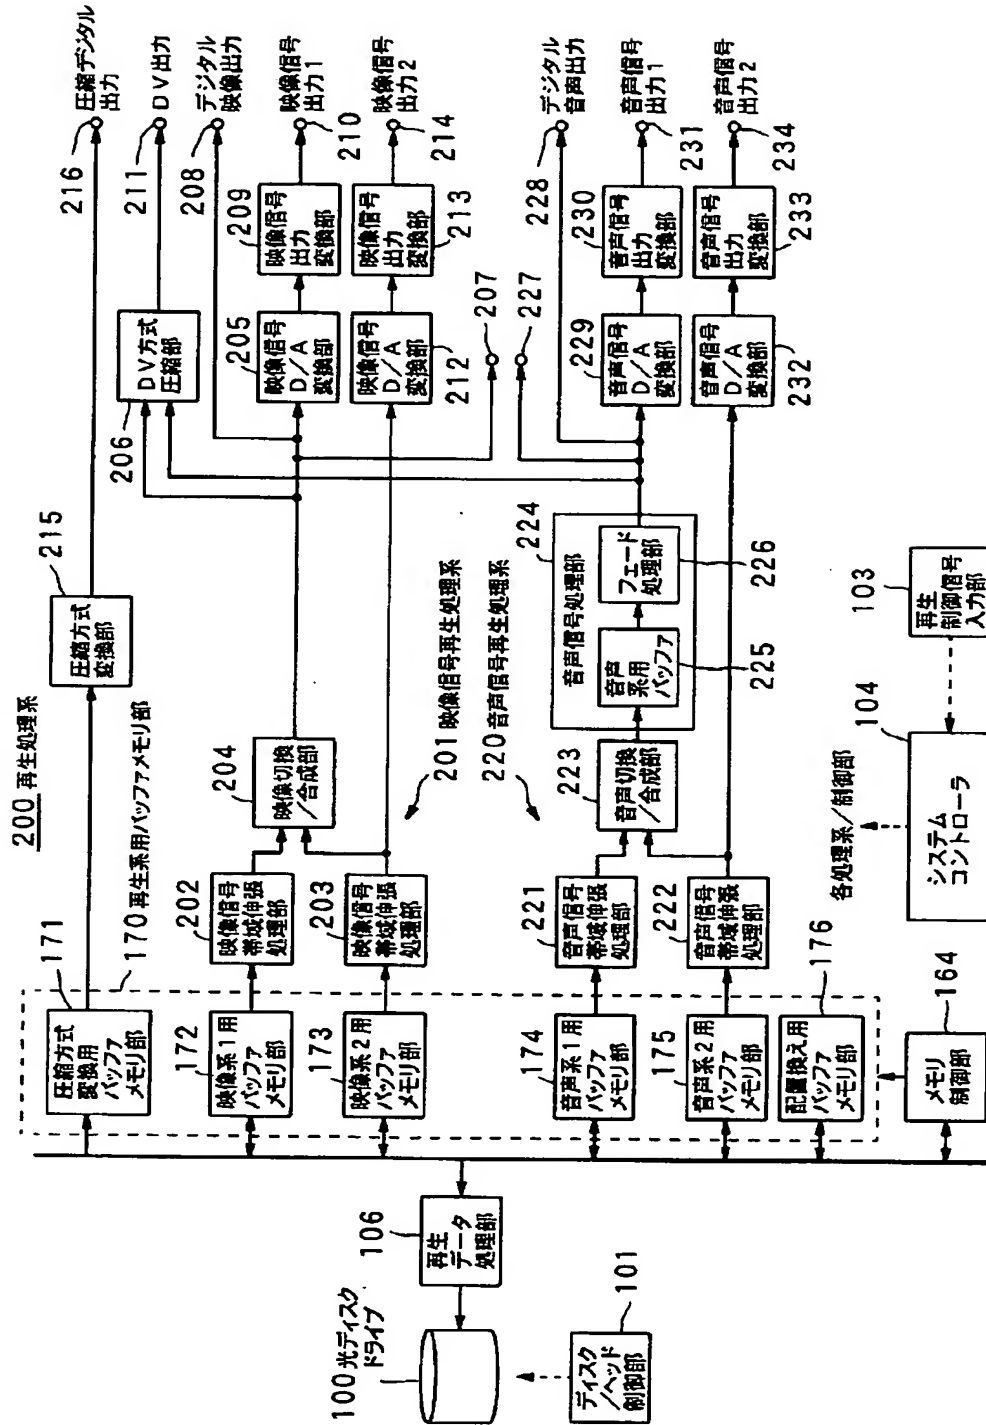 200 再生処理系
216
圧縮デジタル
出力
211
DV出力
208
デジタル
映像出力
映像信号
出力1
210
映像信号
出力2
214
209
映像信号
出力
変換部
映像信号
出力
変換部
213
206
DV方式
圧縮部
205
映像信号
D/A
変換部
映像信号
D/A
変換部
212
207
227
228
デジタル
音声出力
音声信号
出力1
231
音声信号
出力2
234
230
音声信号
出力
変換部
音声信号
出力
変換部
233
229
音声信号
D/A
変換部
音声信号
D/A
変換部
232
215
圧縮方式
変換部
204
映像切換
/合成部
201 映像信号再生処理系
220 音声信号再生処理系
224
音声信号処理部
フェード
処理部
226
音声
系用
バッファ
225
223
音声切換
/合成部
170 再生系用バッファメモリ部
171
圧縮方式
変換用
バッファ
メモリ部
202
映像信号
帯域伸張
処理部
203
映像信号
帯域伸張
処理部
172
映像系1用
バッファ
メモリ部
173
映像系2用
バッファ
メモリ部
221
音声信号
帯域伸張
処理部
222
音声信号
帯域伸張
処理部
174
音声系1用
バッファ
メモリ部
175
音声系2用
バッファ
メモリ部
176
配置換え用
バッファ
メモリ部
164
メモリ
制御部
各処理系/制御部
104
システム
コントローラ
103
再生
制御信号
入力部
106
再生
データ
処理部
100 光ディスク
ドライブ
101
ディスク
/ヘッド
制御部